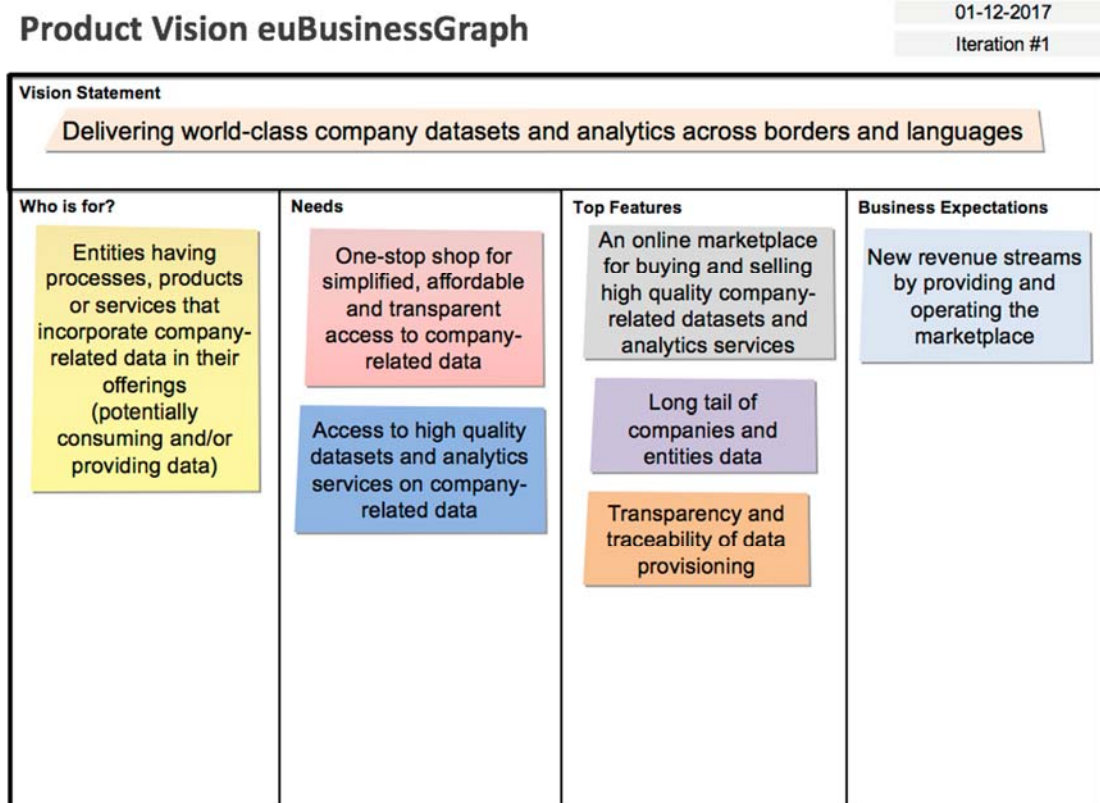 Product Vision euBusinessGraph
01-12-2017
Iteration #1
Vision Statement
Delivering world-class company datasets and analytics across borders and languages
Who is for?
Entities having
processes, products
or services that
incorporate company-
related data in their
offerings
(potentially
consuming and/or
providing data)
Needs
One-stop shop for
simplified, affordable
and transparent
access to company-
related data
Access to high quality
datasets and analytics
services on company-
related data
Top Features
An online marketplace
for buying and selling
high quality company-
related datasets and
analytics services
Long tail of
companies and
entities data
Transparency and
traceability of data
provisioning
Business Expectations
New revenue streams
by providing and
operating the
marketplace